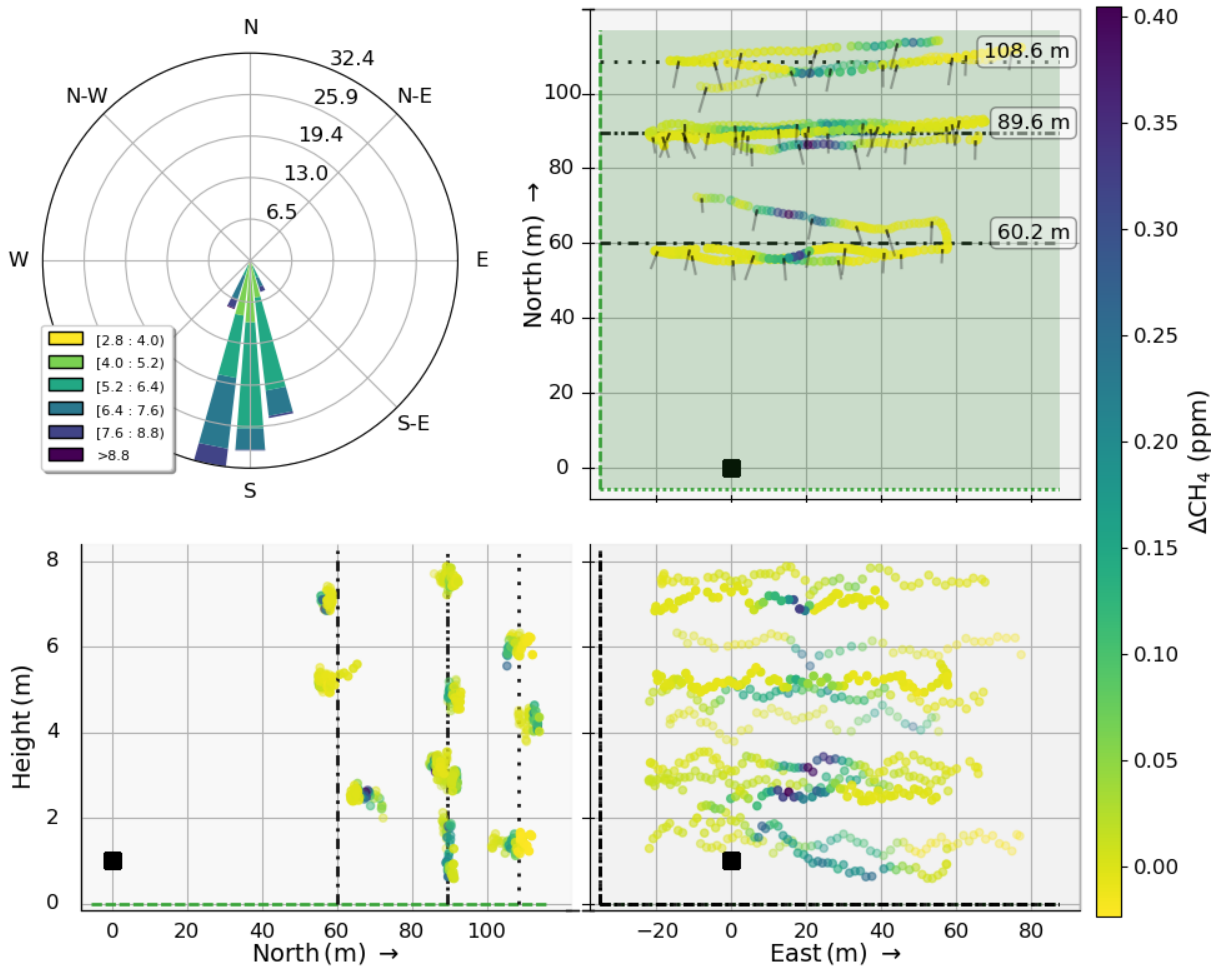 N
32.4
N-W
25.9
N-E
19.4
13.0
6.5
W
E
[2.8 : 4.0)
[4.0 : 5.2)
[5.2 : 6.4)
[6.4 : 7.6)
[7.6 : 8.8)
>8.8
S-E
S
108.6 m
89.6 m
60.2 m
100
80
60
40
20
0
North (m) →
0.40
0.35
0.30
0.25
0.20
0.15
0.10
0.05
0.00
ΔCH₄ (ppm)
8
6
4
2
0
Height (m)
0
20
40
60
80
100
North (m) →
−20
0
20
40
60
80
East (m) →